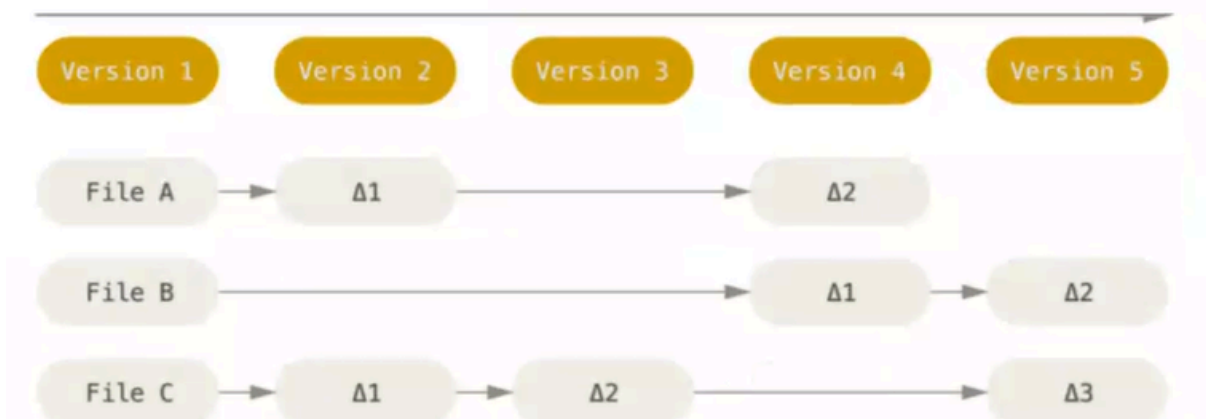 Version 1 Version 2 Version 3 Version 4 Version 5
File A Δ1 Δ2
File B Δ1 Δ2
File C Δ1 Δ2 Δ3